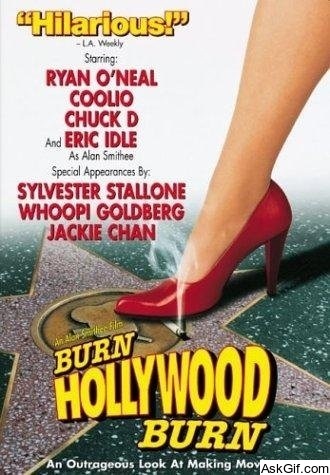 "Hilarious!"
– L.A. Weekly
Starring:
RYAN O'NEAL
COOLIO
CHUCK D
And ERIC IDLE
As Alan Smithee
Special Appearances By:
SYLVESTER STALLONE
WHOOPI GOLDBERG
JACKIE CHAN
An Alan Smithee Film
BURN
HOLLYWOOD
BURN
An Outrageous Look At Making Mov
AskGif.com